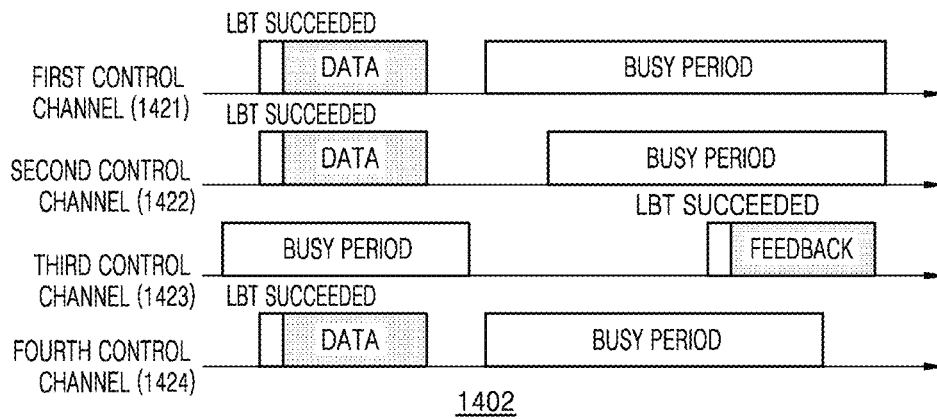 LBT SUCCEEDED
FIRST CONTROL
CHANNEL (1421)
DATA
BUSY PERIOD
LBT SUCCEEDED
SECOND CONTROL
CHANNEL (1422)
DATA
BUSY PERIOD
LBT SUCCEEDED
THIRD CONTROL
CHANNEL (1423)
BUSY PERIOD
FEEDBACK
LBT SUCCEEDED
FOURTH CONTROL
CHANNEL (1424)
DATA
BUSY PERIOD
1402